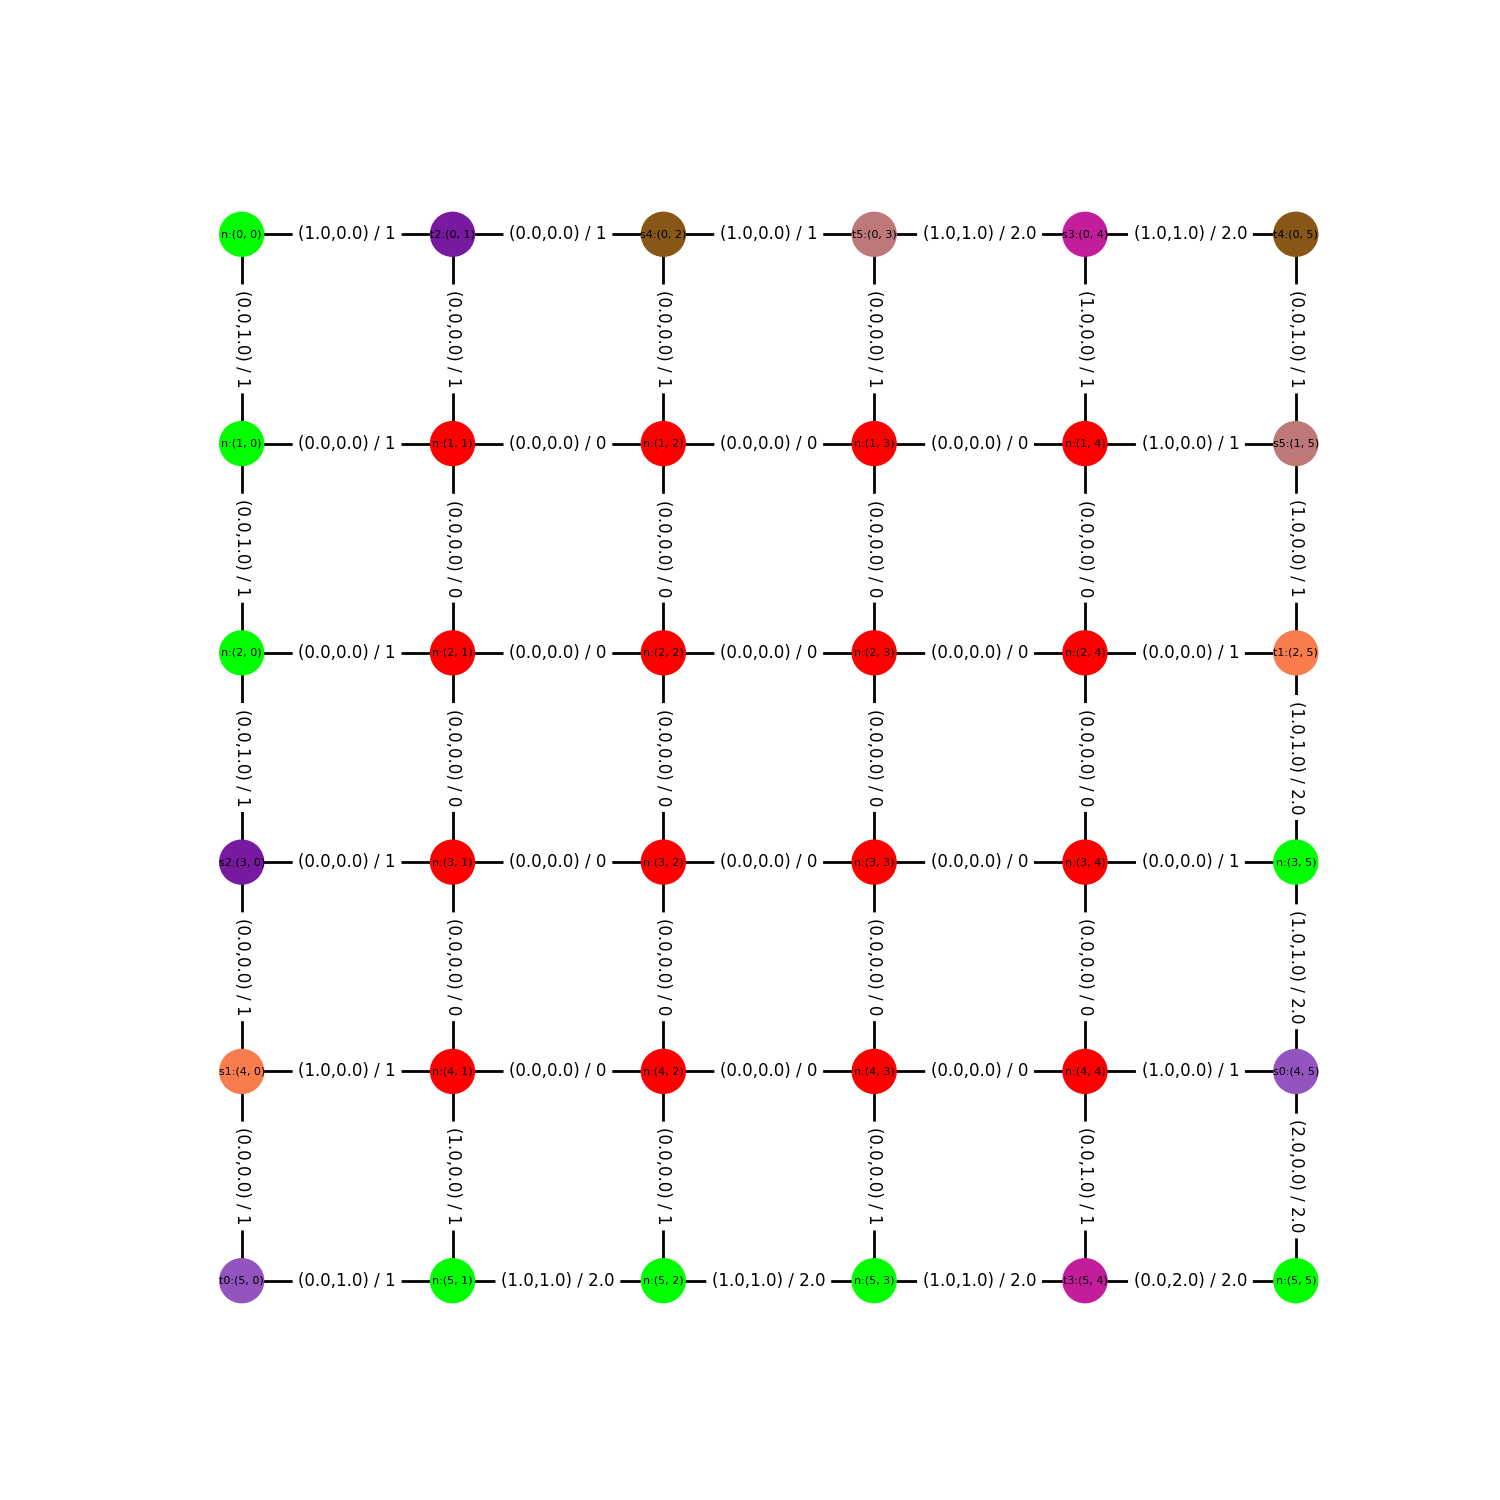 n:(0, 0) (1.0,0.0) / 1 t2:(0, 1) (0.0,0.0) / 1 s4:(0, 2) (1.0,0.0) / 1 t5:(0, 3) (1.0,1.0) / 2.0 s3:(0, 4) (1.0,1.0) / 2.0 t4:(0, 5)
(0.0,1.0) / 1 (0.0,0.0) / 1 (0.0,0.0) / 1 (0.0,0.0) / 1 (1.0,0.0) / 1 (0.0,1.0) / 1
n:(1, 0) (0.0,0.0) / 1 n:(1, 1) (0.0,0.0) / 0 n:(1, 2) (0.0,0.0) / 0 n:(1, 3) (0.0,0.0) / 0 n:(1, 4) (1.0,0.0) / 1 s5:(1, 5)
(0.0,1.0) / 1 (0.0,0.0) / 0 (0.0,0.0) / 0 (0.0,0.0) / 0 (0.0,0.0) / 0 (1.0,0.0) / 1
n:(2, 0) (0.0,0.0) / 1 n:(2, 1) (0.0,0.0) / 0 n:(2, 2) (0.0,0.0) / 0 n:(2, 3) (0.0,0.0) / 0 n:(2, 4) (0.0,0.0) / 1 t1:(2, 5)
(0.0,1.0) / 1 (0.0,0.0) / 0 (0.0,0.0) / 0 (0.0,0.0) / 0 (0.0,0.0) / 0 (1.0,1.0) / 2.0
s2:(3, 0) (0.0,0.0) / 1 n:(3, 1) (0.0,0.0) / 0 n:(3, 2) (0.0,0.0) / 0 n:(3, 3) (0.0,0.0) / 0 n:(3, 4) (0.0,0.0) / 1 n:(3, 5)
(0.0,0.0) / 1 (0.0,0.0) / 0 (0.0,0.0) / 0 (0.0,0.0) / 0 (0.0,0.0) / 0 (1.0,1.0) / 2.0
s1:(4, 0) (1.0,0.0) / 1 n:(4, 1) (0.0,0.0) / 0 n:(4, 2) (0.0,0.0) / 0 n:(4, 3) (0.0,0.0) / 0 n:(4, 4) (1.0,0.0) / 1 s0:(4, 5)
(0.0,0.0) / 1 (1.0,0.0) / 1 (0.0,0.0) / 1 (0.0,0.0) / 1 (0.0,1.0) / 1 (2.0,0.0) / 2.0
t0:(5, 0) (0.0,1.0) / 1 n:(5, 1) (1.0,1.0) / 2.0 n:(5, 2) (1.0,1.0) / 2.0 n:(5, 3) (1.0,1.0) / 2.0 t3:(5, 4) (0.0,2.0) / 2.0 n:(5, 5)